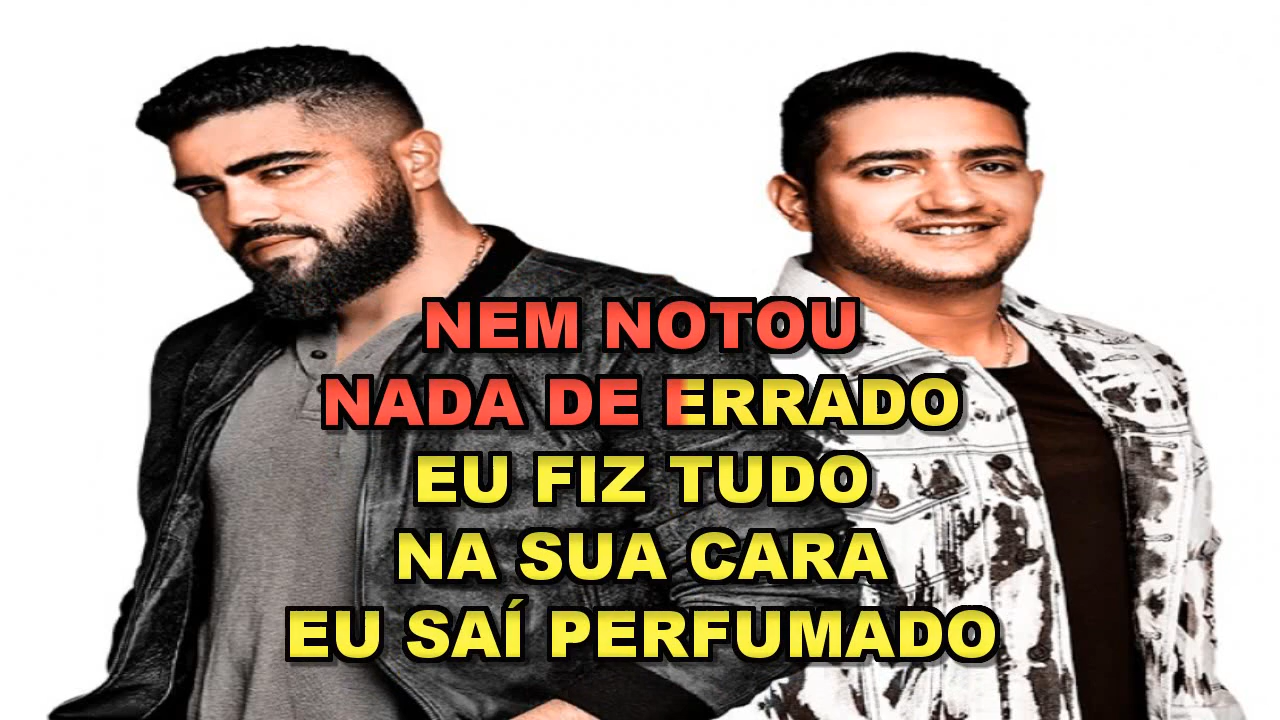 NEM NOTOU
NADA DE ERRADO
EU FIZ TUDO
NA SUA CARA
EU SAÍ PERFUMADO